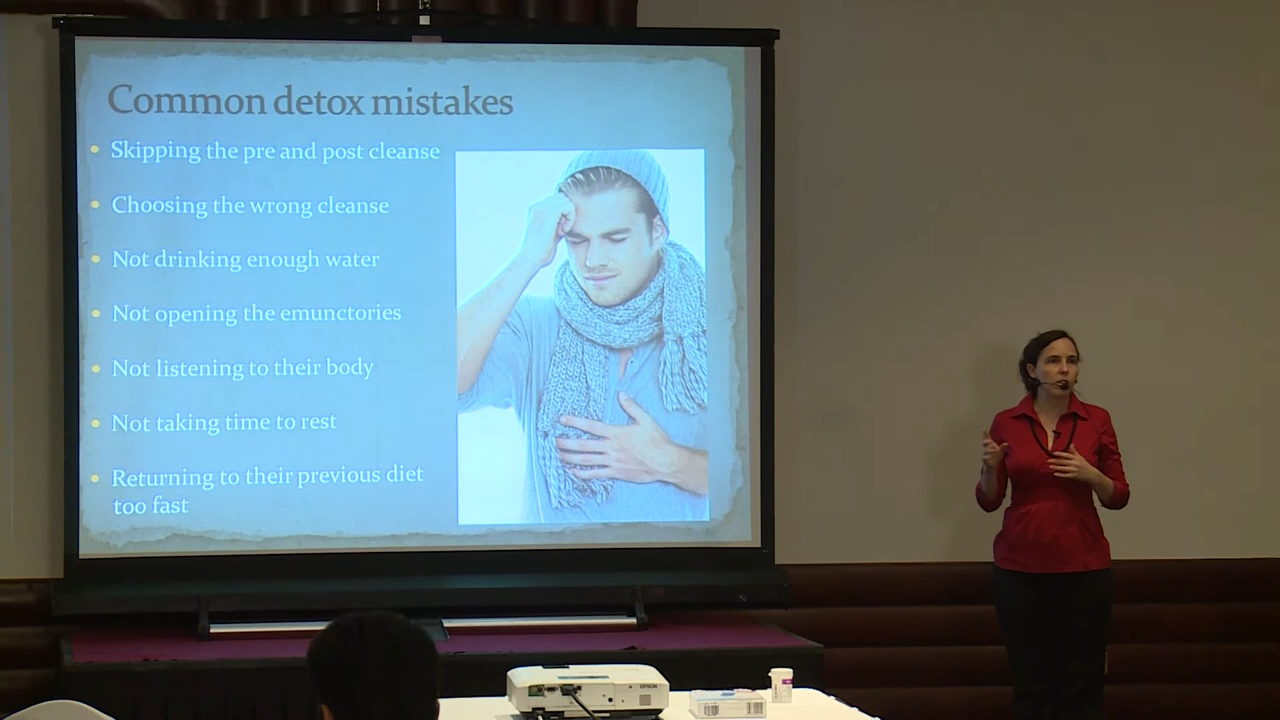 Common detox mistakes
Skipping the pre and post cleanse
Choosing the wrong cleanse
Not drinking enough water
Not opening the emunctories
Not listening to their body
Not taking time to rest
Returning to their previous diet
too fast
EPSON